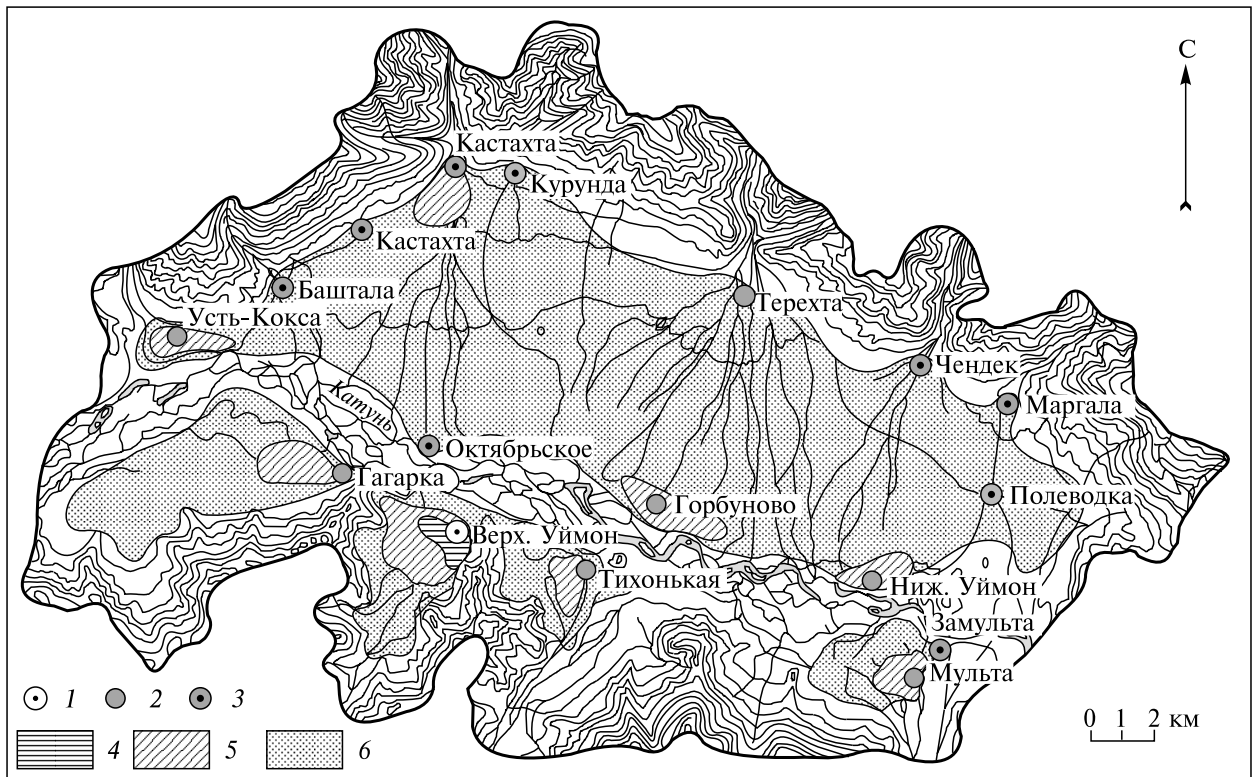 С
Кастахта
Курунда
Кастахта
Баштала
Усть-Кокса
Терехта
Чендек
Маргала
Катунь
Октябрьское
Тагарка
Полеводка
Горбуново
Верх. Уймон
Тихонькая
Ниж. Уймон
Замульта
Мульта
1 2 3
0 1 2 км
4 5 6